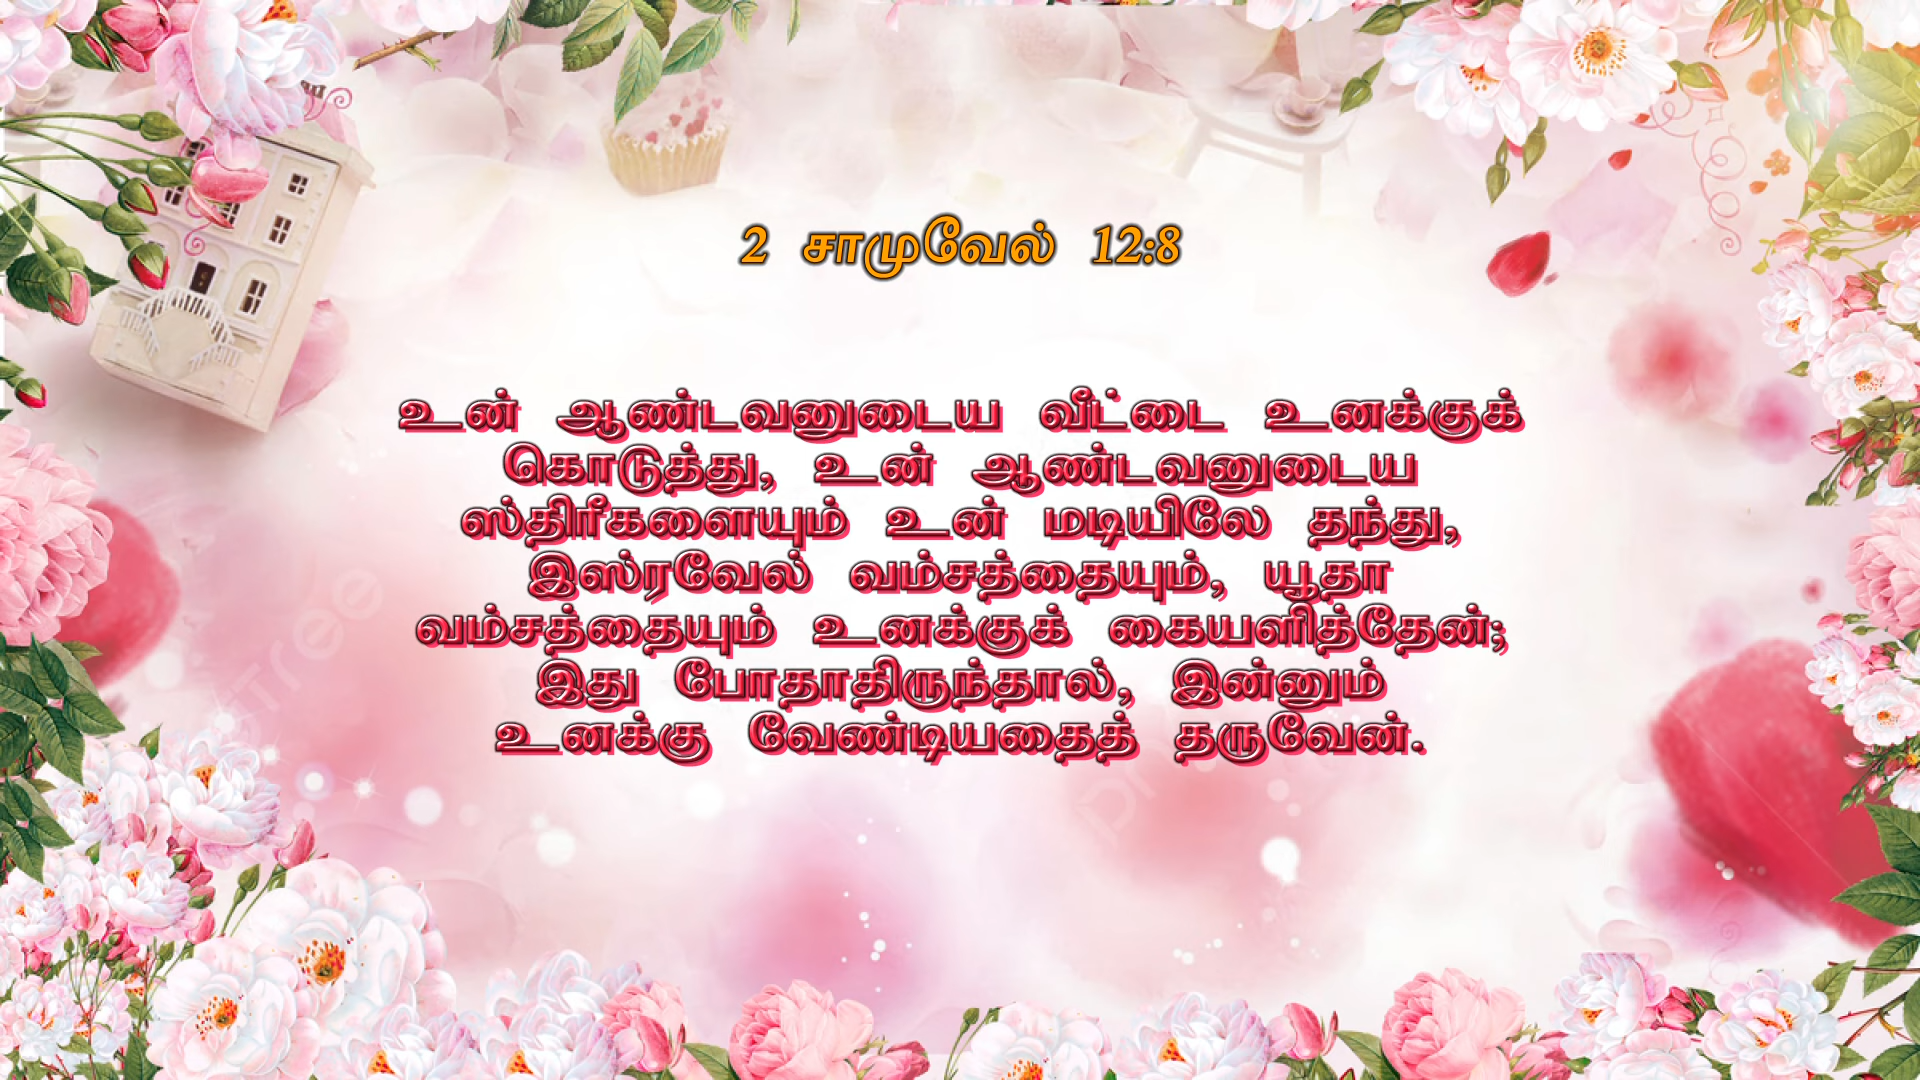 2 சாமுவேல் 12:8
உன் ஆண்டவனுடைய வீட்டை உனக்குக்
கொடுத்து, உன் ஆண்டவனுடைய
ஸ்திரீகளையும் உன் மடியிலே தந்து,
இஸ்ரவேல் வம்சத்தையும், யூதா
வம்சத்தையும் உனக்குக் கையளித்தேன்;
இது போதாதிருந்தால், இன்னும்
உனக்கு வேண்டியதைத் தருவேன்.